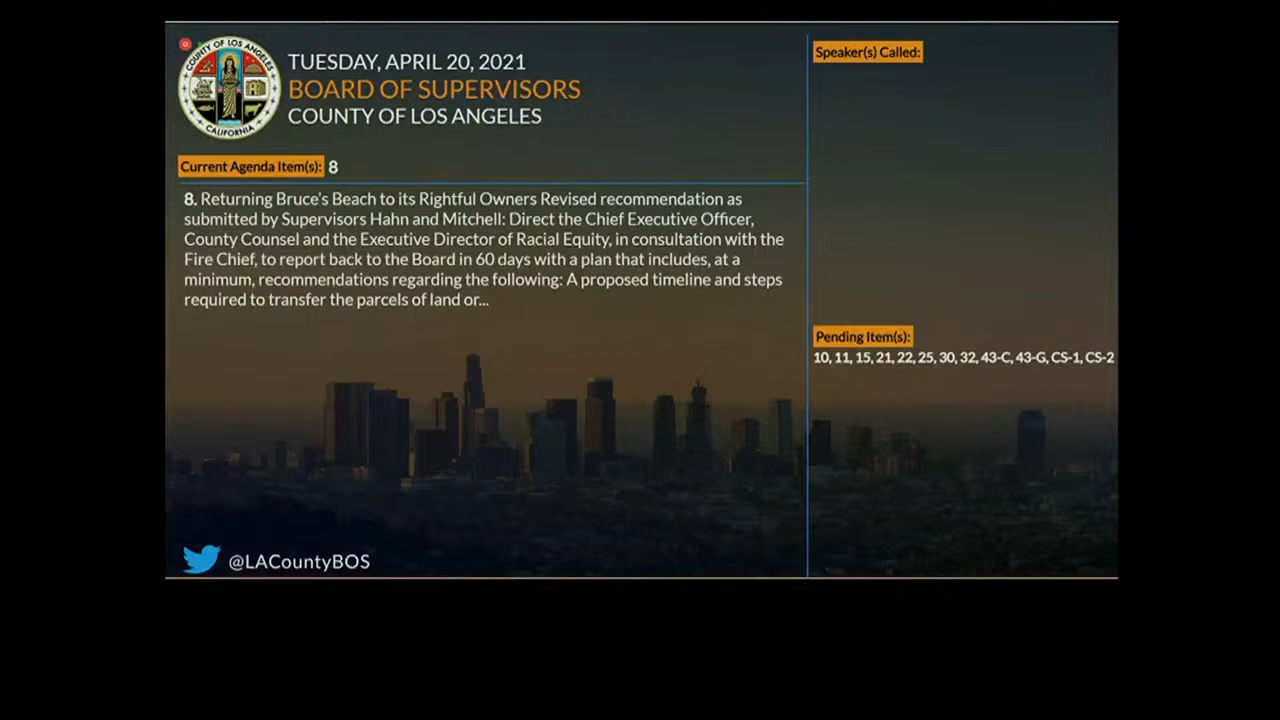 COUNTY OF LOS ANGELES
CALIFORNIA
TUESDAY, APRIL 20, 2021
BOARD OF SUPERVISORS
COUNTY OF LOS ANGELES
Current Agenda Item(s): 8
8. Returning Bruce's Beach to its Rightful Owners Revised recommendation as
submitted by Supervisors Hahn and Mitchell: Direct the Chief Executive Officer,
County Counsel and the Executive Director of Racial Equity, in consultation with the
Fire Chief, to report back to the Board in 60 days with a plan that includes, at a
minimum, recommendations regarding the following: A proposed timeline and steps
required to transfer the parcels of land or...
@LACountyBOS
Speaker(s) Called:
Pending Item(s):
10, 11, 15, 21, 22, 25, 30, 32, 43-C, 43-G, CS-1, CS-2